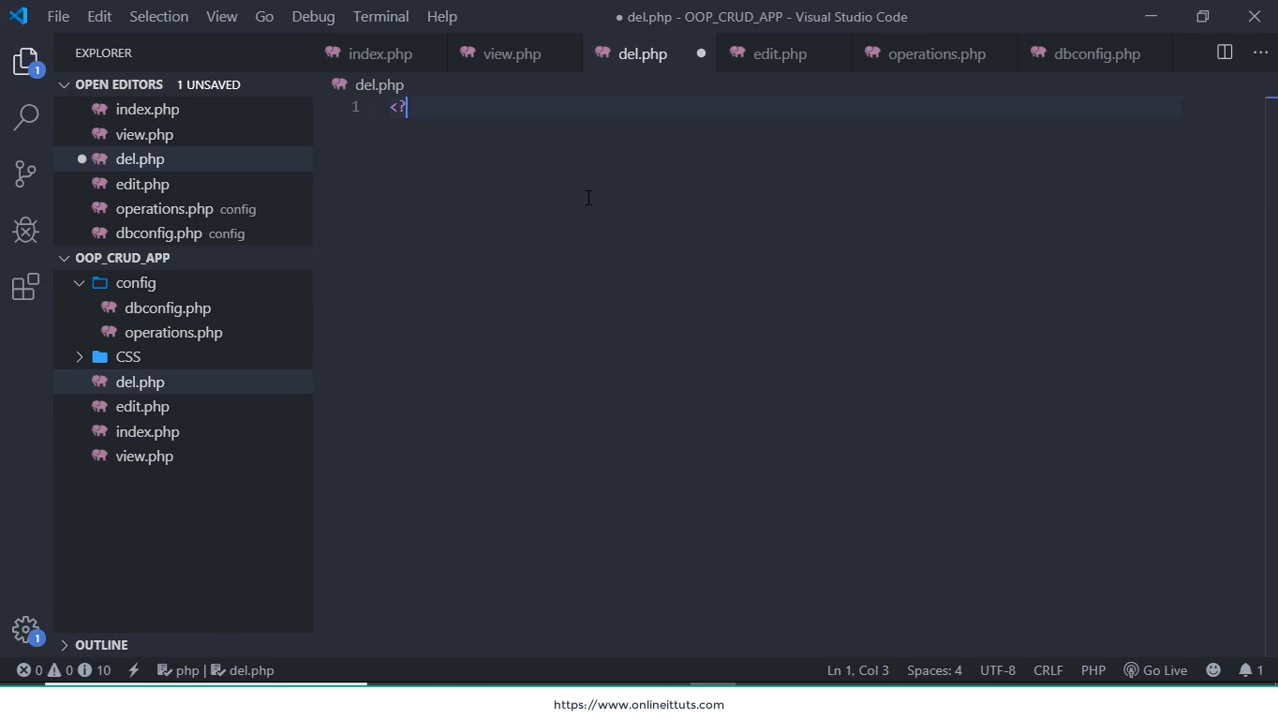 File Edit Selection View Go Debug Terminal Help ● del.php - OOP_CRUD_APP - Visual Studio Code
EXPLORER
index.php view.php del.php ● edit.php operations.php dbconfig.php
OPEN EDITORS 1 UNSAVED
del.php
1 <?
index.php
view.php
del.php
edit.php
operations.php config
dbconfig.php config
OOP_CRUD_APP
config
dbconfig.php
operations.php
CSS
del.php
edit.php
index.php
view.php
1
1
OUTLINE
0 0 10 php | del.php Ln 1, Col 3 Spaces: 4 UTF-8 CRLF PHP Go Live 1
https://www.onlineittuts.com